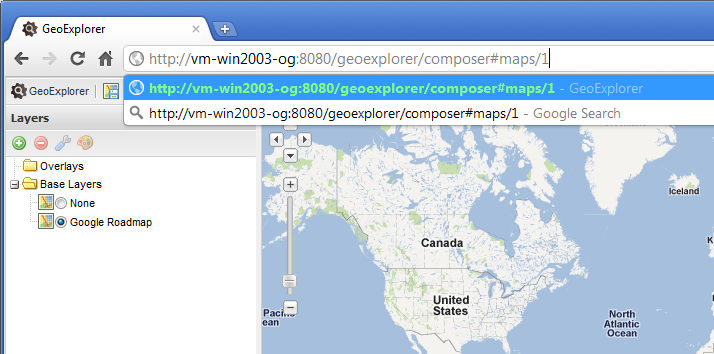 GeoExplorer
http://vm-win2003-og:8080/geoexplorer/composer#maps/1
GeoExplorer
http://vm-win2003-og:8080/geoexplorer/composer#maps/1 - GeoExplorer
http://vm-win2003-og:8080/geoexplorer/composer#maps/1 - Google Search
Layers
Overlays
Base Layers
None
Google Roadmap
Iceland
Canada
United
States
North
Atlantic
Ocean